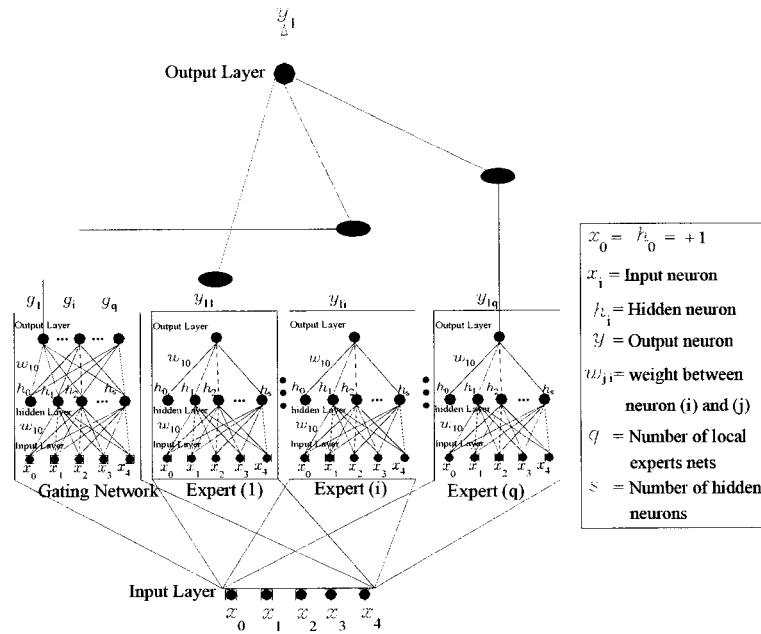 y₁
Output Layer
g₁ gᵢ g_q y₁₁ y₁ᵢ y₁q
Output Layer ... ... Output Layer Output Layer Output Layer
w₁₀ w₁₀ w₁₀ w₁₀
h₀ h₁ h₂ ... hₛ h₀ h₁ h₂ ... hₛ h₀ h₁ h₂ ... hₛ h₀ h₁ h₂ ... hₛ
hidden Layer hidden Layer hidden Layer hidden Layer
w₁₀ w₁₀ w₁₀ w₁₀
Input Layer Input Layer Input Layer Input Layer
x₀ x₁ x₂ x₃ x₄ x₀ x₁ x₂ x₃ x₄ x₀ x₁ x₂ x₃ x₄ x₀ x₁ x₂ x₃ x₄
Gating Network Expert (1) Expert (i) Expert (q)
Input Layer
x₀ x₁ x₂ x₃ x₄
x₀ = h₀ = +1
xᵢ = Input neuron
hᵢ = Hidden neuron
y = Output neuron
wⱼᵢ = weight between
neuron (i) and (j)
q = Number of local
experts nets
s = Number of hidden
neurons